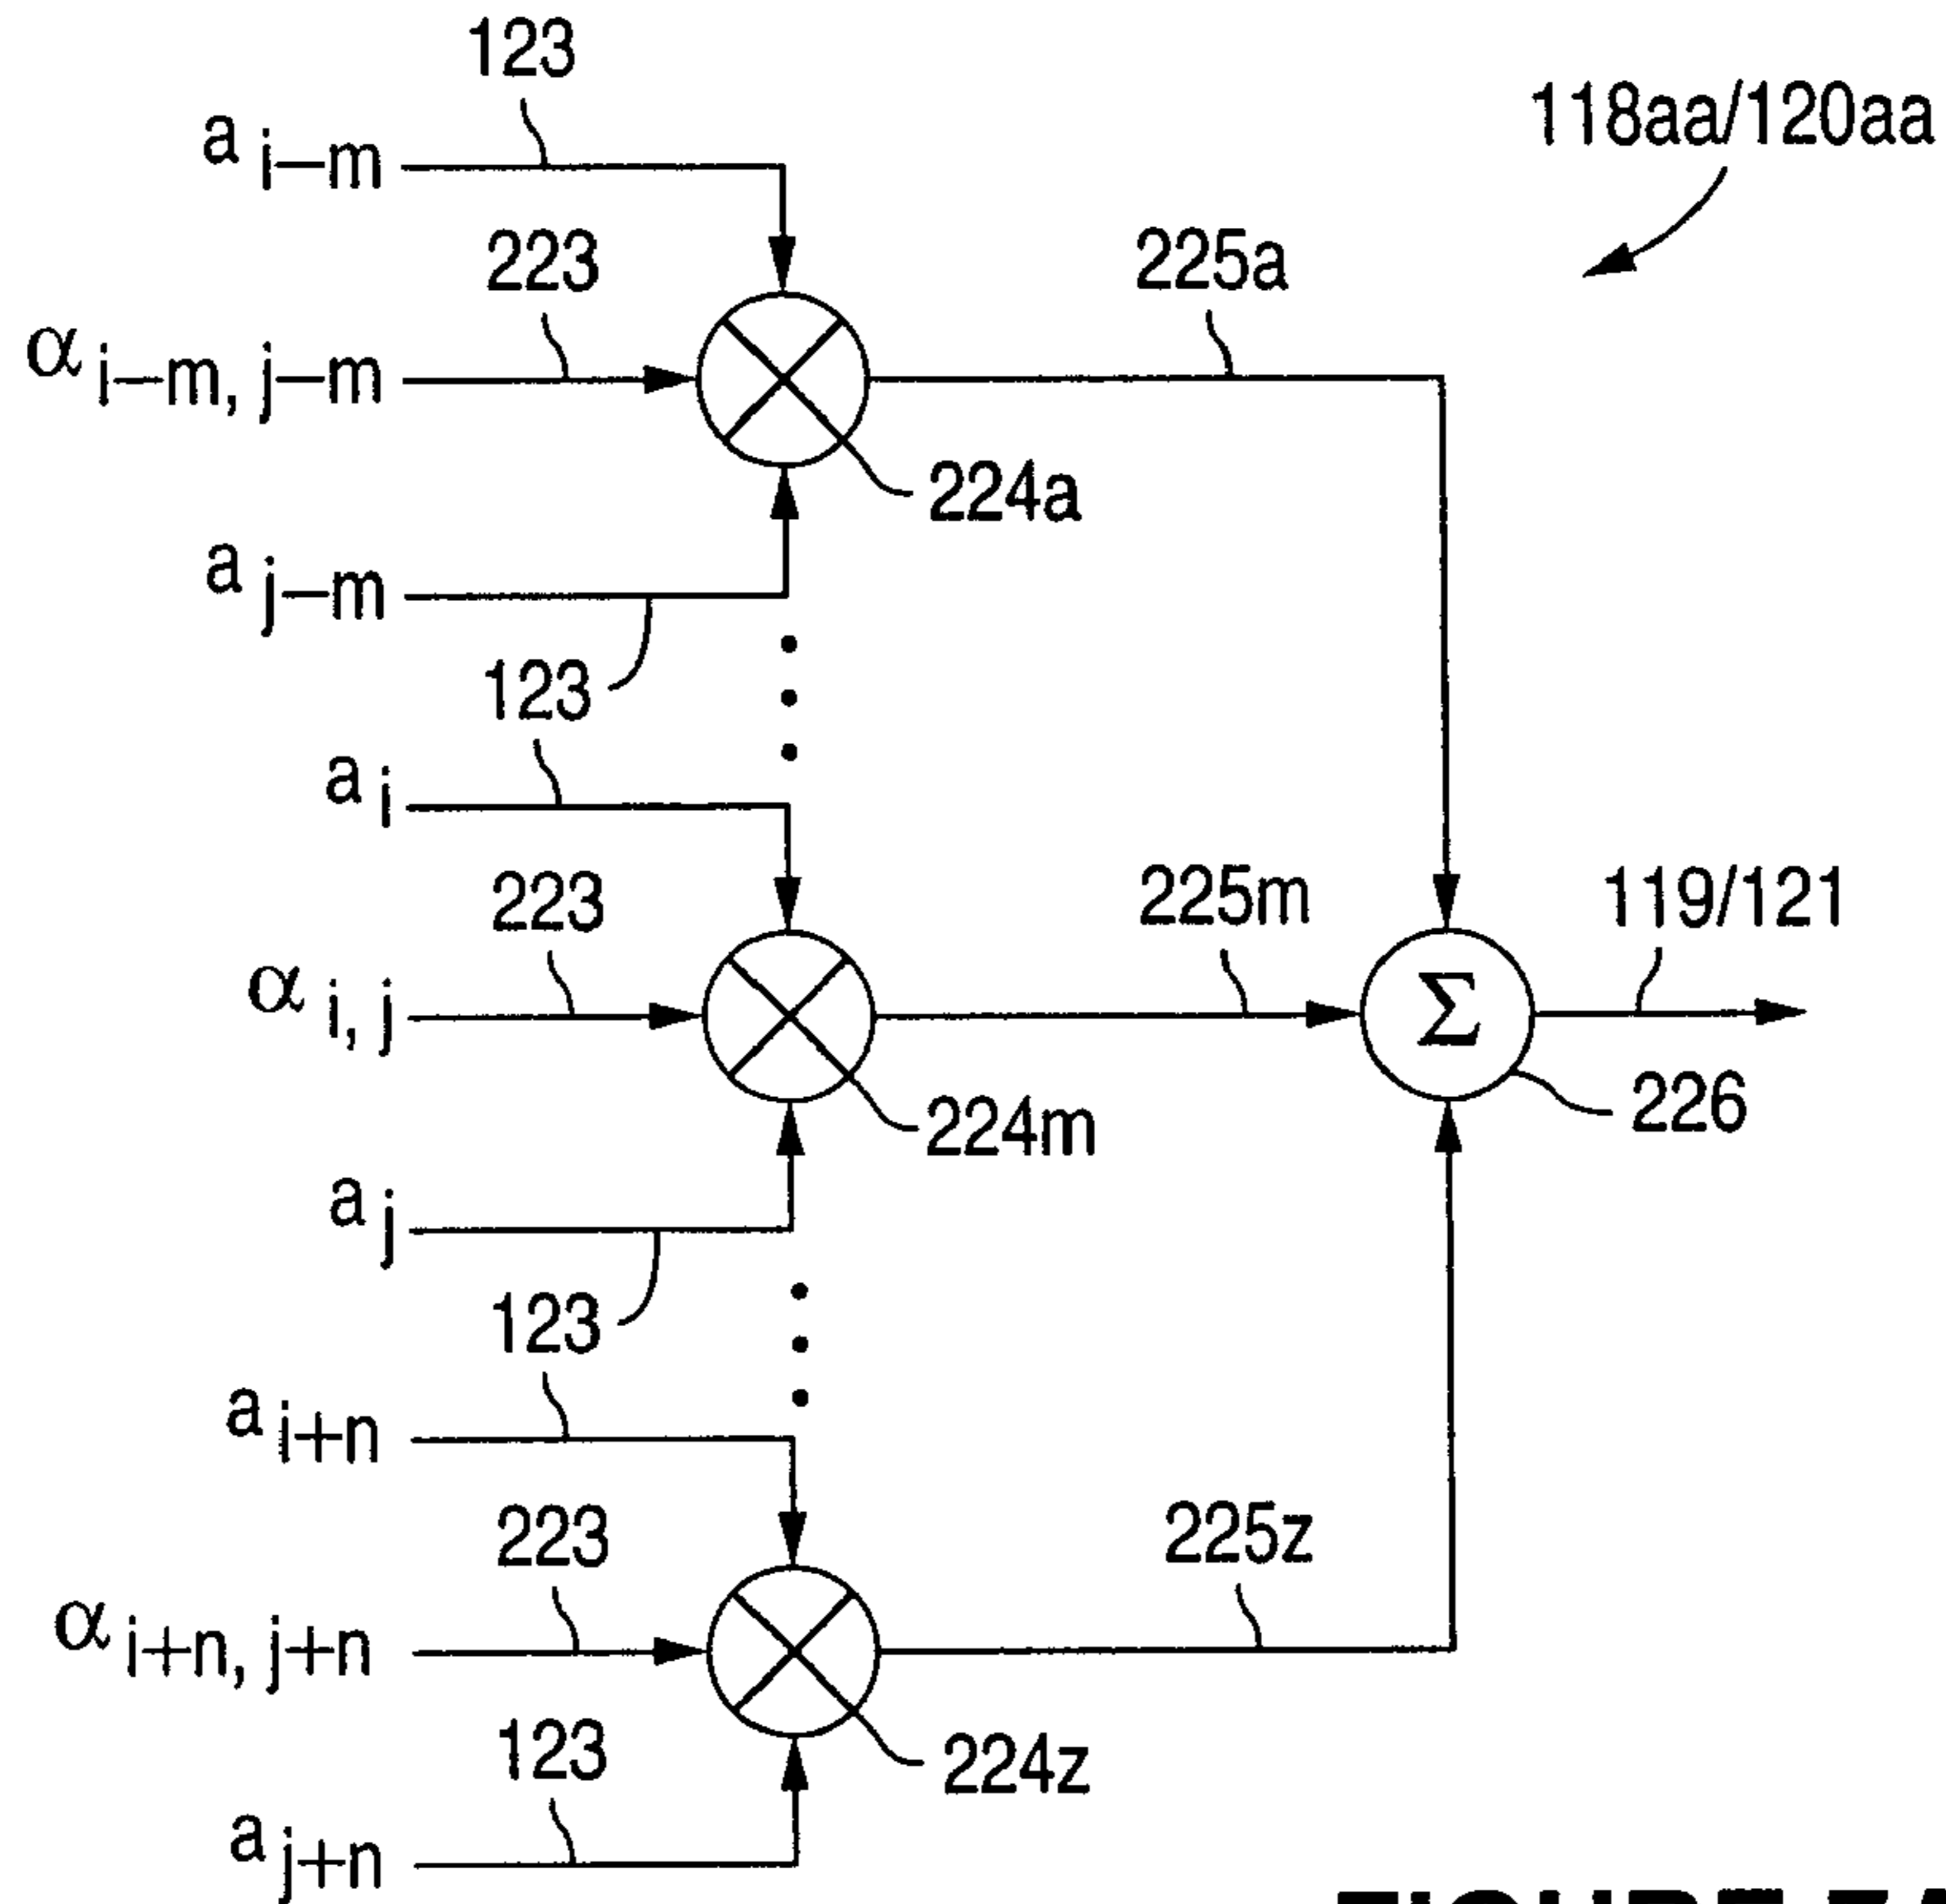 123
118aa/120aa
a i–m
223
225a
α i–m, j–m
224a
a j–m
123
a i
223
225m
119/121
α i, j
Σ
226
224m
a j
123
a i+n
223
225z
α i+n, j+n
123
224z
a j+n